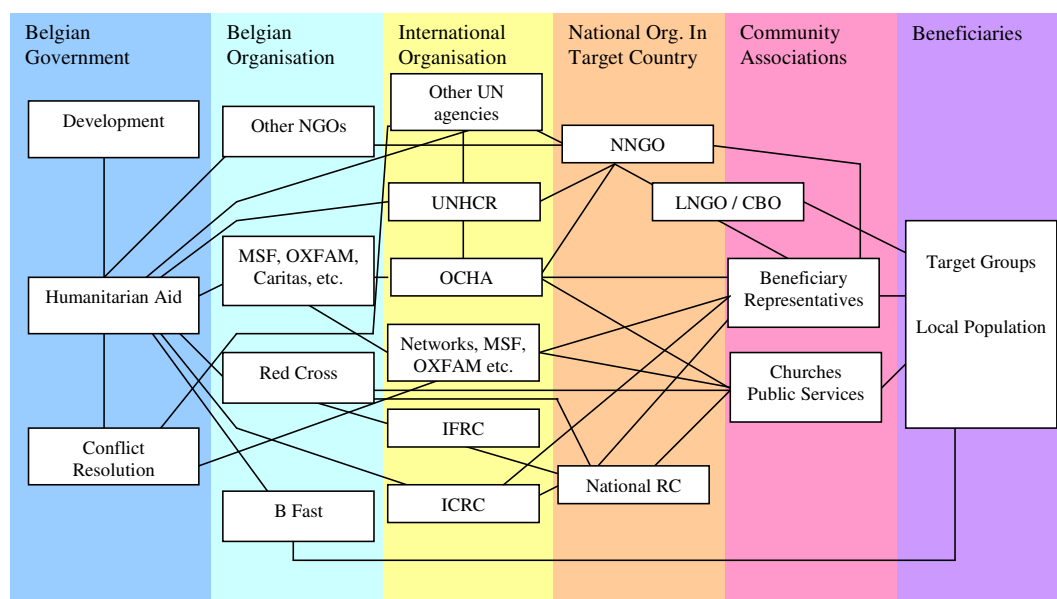 Belgian
Government
Belgian
Organisation
International
Organisation
National Org. In
Target Country
Community
Associations
Beneficiaries
Development
Humanitarian Aid
Conflict
Resolution
Other NGOs
MSF, OXFAM,
Caritas, etc.
Red Cross
B Fast
Other UN
agencies
UNHCR
OCHA
Networks, MSF,
OXFAM etc.
IFRC
ICRC
NNGO
National RC
LNGO / CBO
Beneficiary
Representatives
Churches
Public Services
Target Groups
Local Population